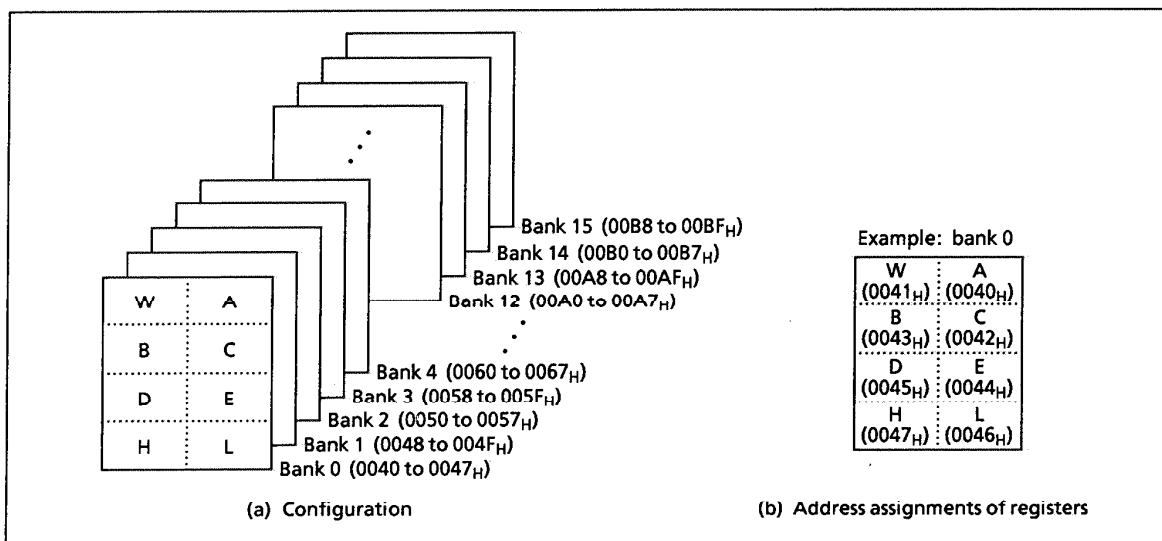 Bank 15 (00B8 to 00BFH)
Bank 14 (00B0 to 00B7H)
Bank 13 (00A8 to 00AFH)
Bank 12 (00A0 to 00A7H)
Bank 4 (0060 to 0067H)
Bank 3 (0058 to 005FH)
Bank 2 (0050 to 0057H)
Bank 1 (0048 to 004FH)
Bank 0 (0040 to 0047H)
W A
B C
D E
H L
(a) Configuration
Example: bank 0
W A
(0041H) (0040H)
B C
(0043H) (0042H)
D E
(0045H) (0044H)
H L
(0047H) (0046H)
(b) Address assignments of registers